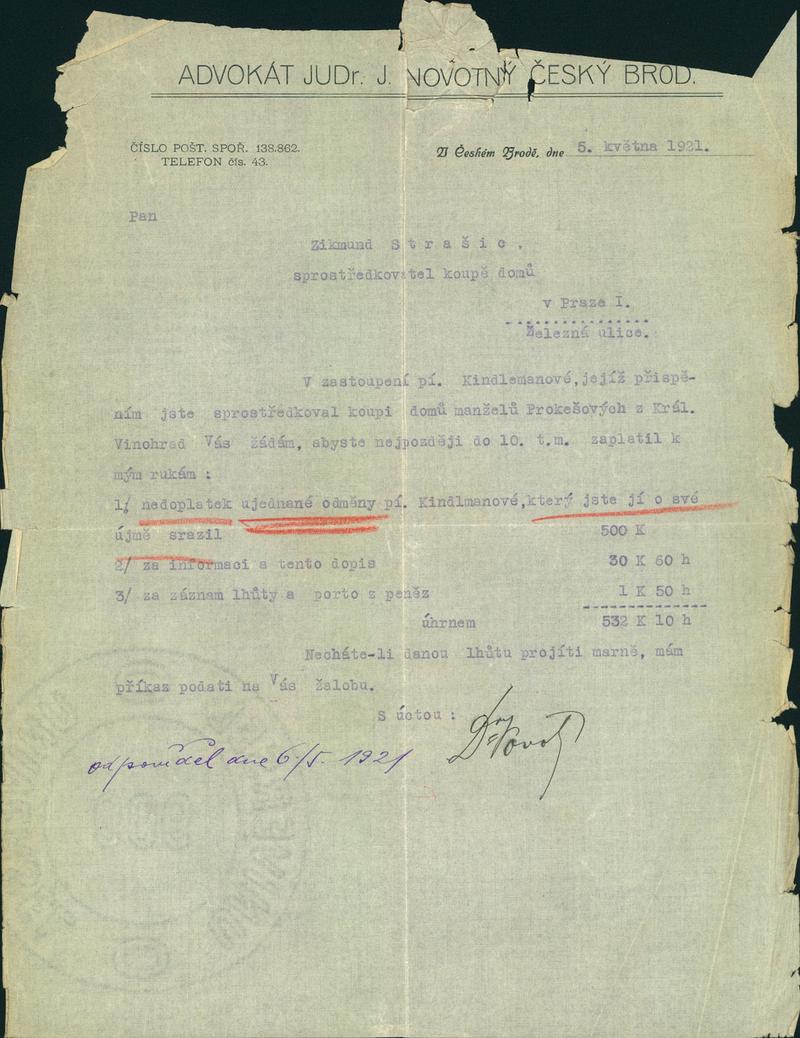 ADVOKÁT JUDr. J. NOVOTNÝ ČESKÝ BROD.
ČÍSLO POŠT. SPOŘ. 138.862.
TELEFON čís. 43.
V Českém Brodě, dne 5. května 1921.
Pan
Zikmund Strašic,
sprostředkovatel koupě domů
v Praze I.
Železná ulice.
V zastoupení pí. Kindlemanové, jejíž přispě-
ním jste sprostředkoval koupi domů manželů Prokešových z Král.
Vinohrad Vás žádám, abyste nejpozději do 10. t.m. zaplatil k
mým rukám :
1/ nedoplatek ujednané odměny pí. Kindlmanové, který jste jí o své
újmě srazil 500 K
2/ za informaci a tento dopis 30 K 60 h
3/ za záznam lhůty a porto z peněz 1 K 50 h
úhrnem 532 K 10 h
Necháte-li danou lhůtu projíti marně, mám
příkaz podati na Vás žalobu.
S úctou :
odpověděl dne 6/5. 1921